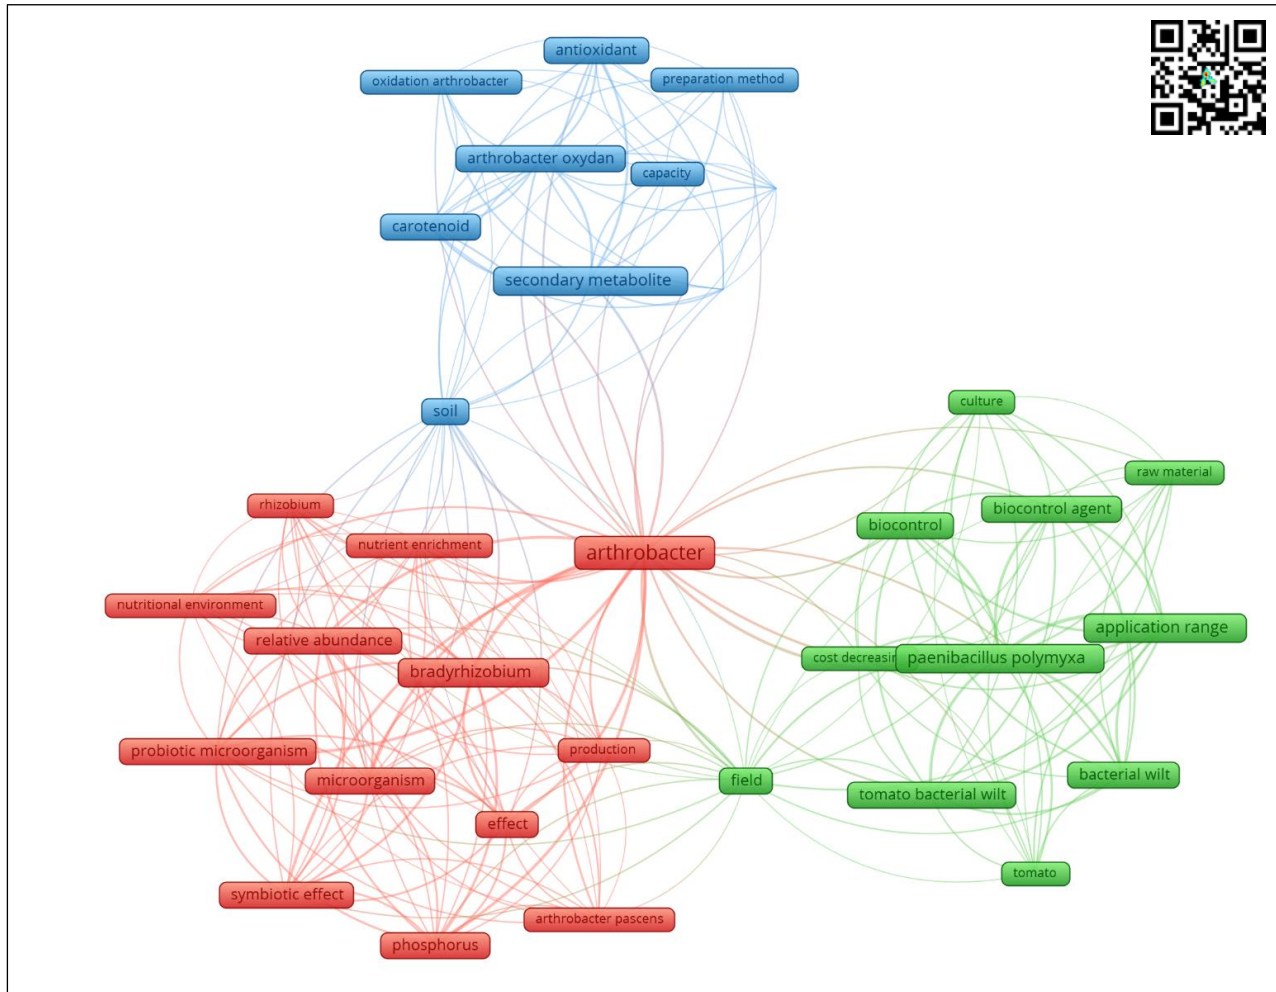 antioxidant
oxidation arthrobacter
preparation method
arthrobacter oxydan
capacity
carotenoid
secondary metabolite
soil
culture
raw material
rhizobium
biocontrol agent
biocontrol
nutrient enrichment
arthrobacter
nutritional environment
application range
relative abundance
cost decreasin
paenibacillus polymyxa
bradyrhizobium
probiotic microorganism
production
microorganism
field
bacterial wilt
tomato bacterial wilt
effect
tomato
symbiotic effect
arthrobacter pascens
phosphorus